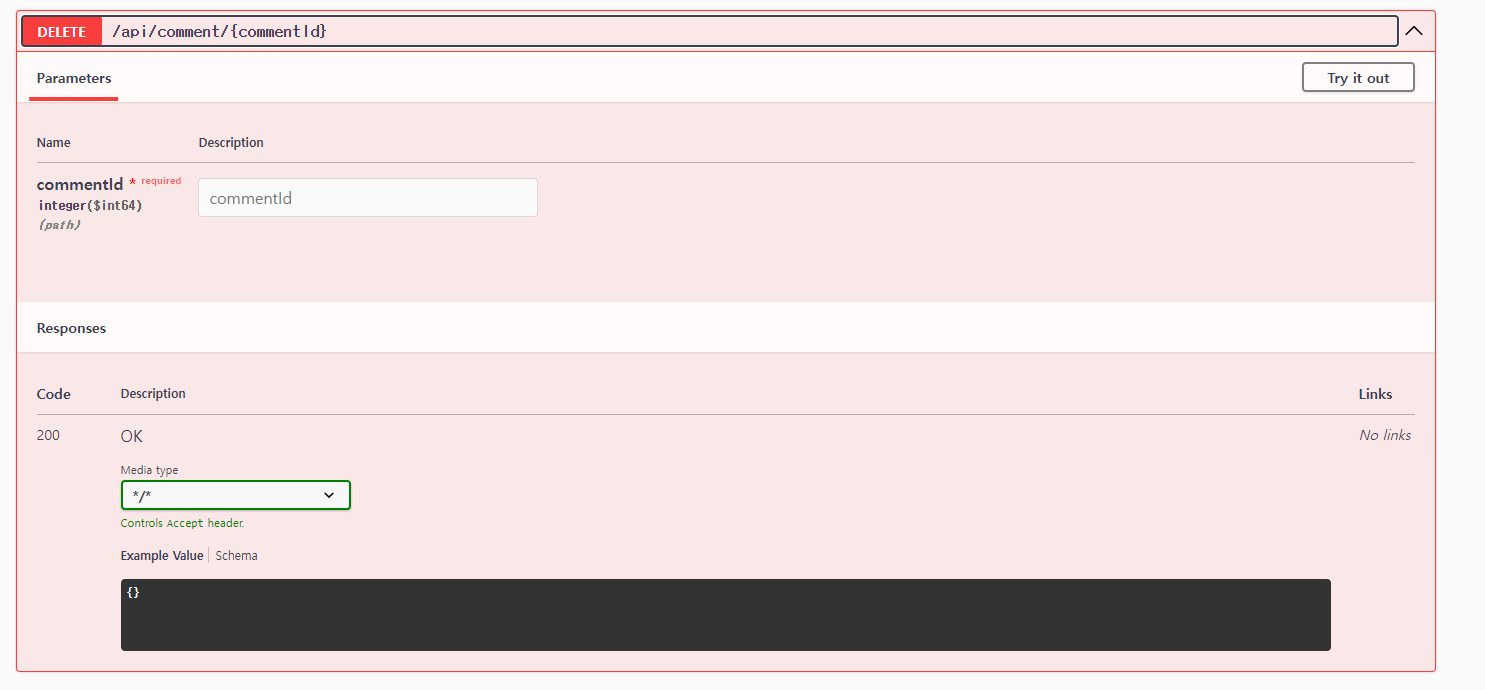 DELETE /api/comment/{commentId}
Parameters Try it out
Name Description
commentId * required
integer($int64)
(path)
commentId
Responses
Code Description Links
200 OK No links
Media type
*/*
Controls Accept header.
Example Value Schema
{}